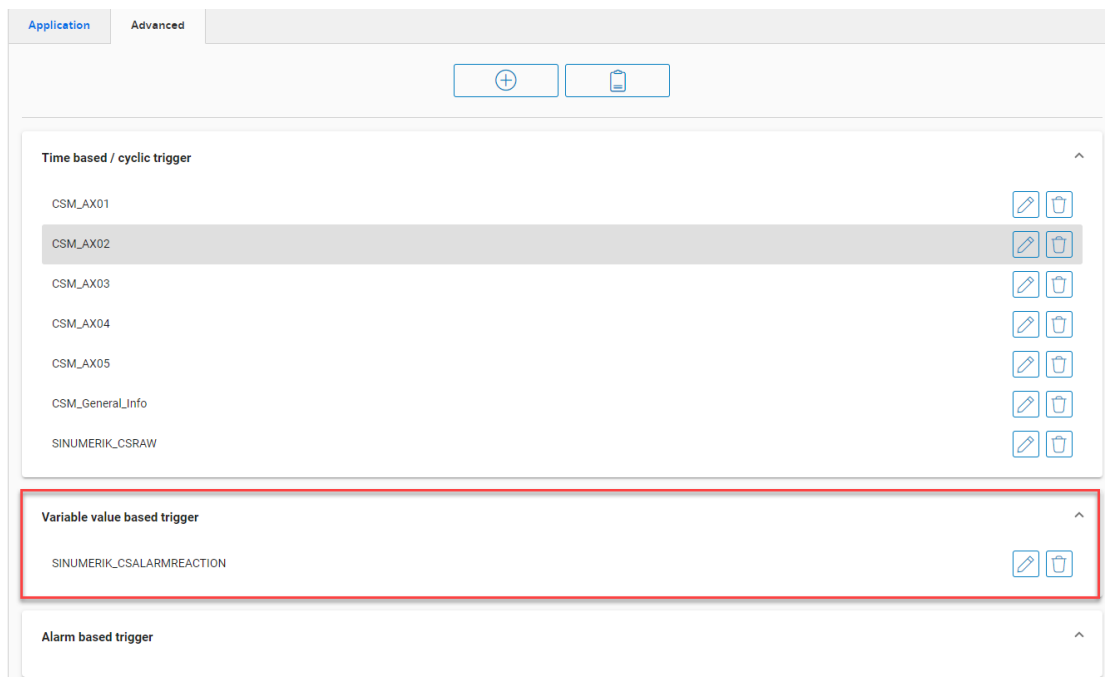 Application Advanced
Time based / cyclic trigger
CSM_AX01
CSM_AX02
CSM_AX03
CSM_AX04
CSM_AX05
CSM_General_Info
SINUMERIK_CSRAW
Variable value based trigger
SINUMERIK_CSALARMREACTION
Alarm based trigger